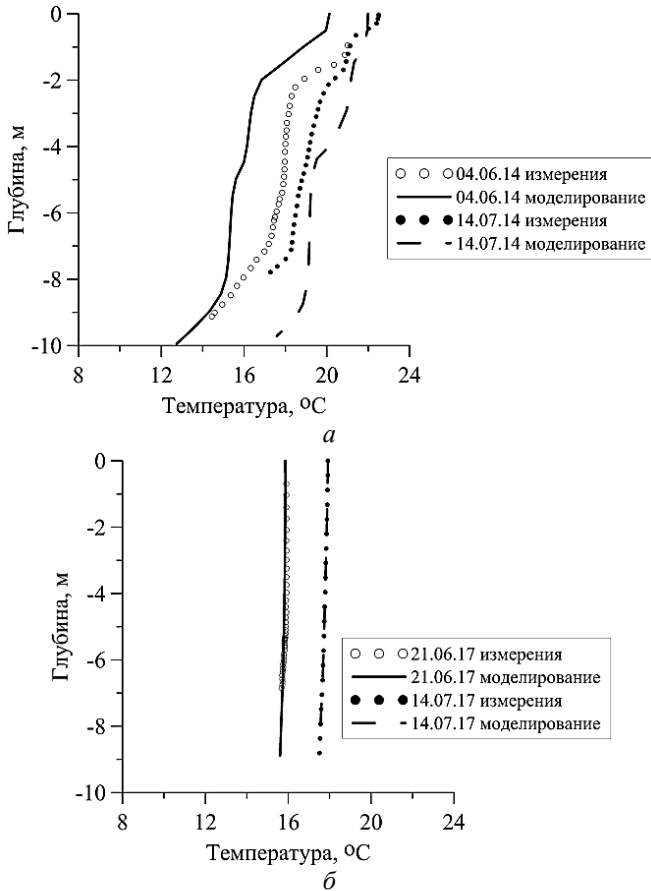 0
-2
-4
-6
-8
-10
Глубина, м
04.06.14 измерения
04.06.14 моделирование
14.07.14 измерения
14.07.14 моделирование
8 12 16 20 24
Температура, °C
а
0
-2
-4
-6
-8
-10
Глубина, м
21.06.17 измерения
21.06.17 моделирование
14.07.17 измерения
14.07.17 моделирование
8 12 16 20 24
Температура, °C
б